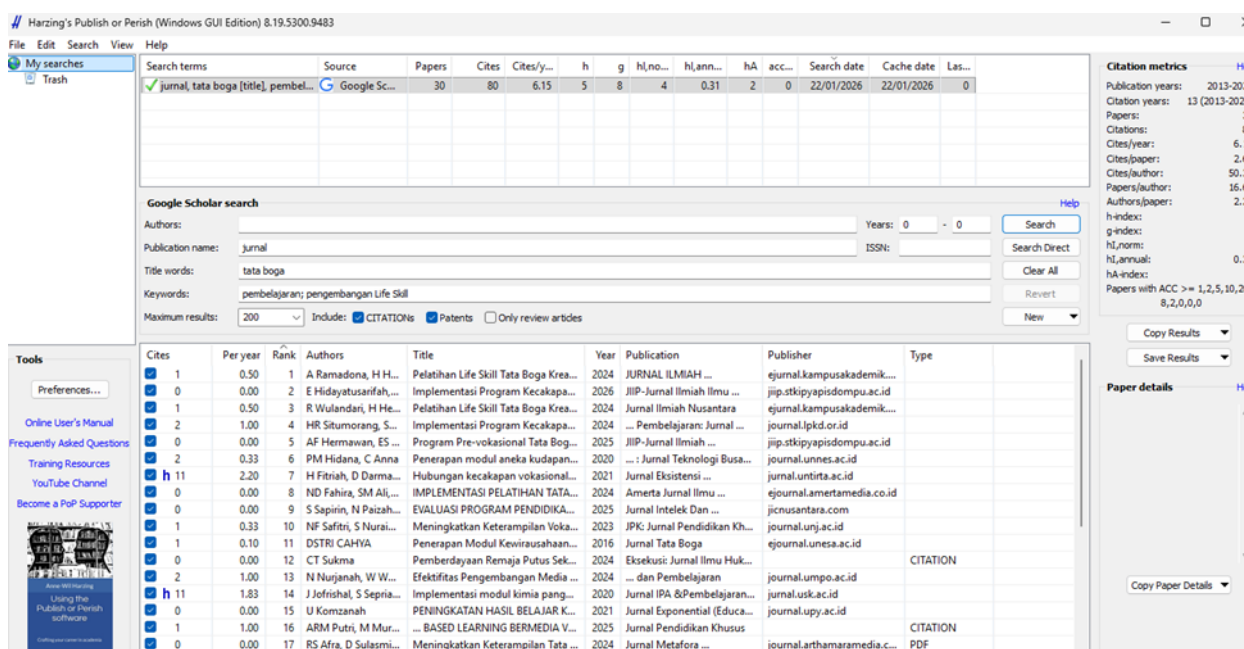 Harzing's Publish or Perish (Windows GUI Edition) 8.19.5300.9483
File Edit Search View Help
My searches
Trash
Search terms Source Papers Cites Cites/y... h g hI,no... hI,ann... hA acc... Search date Cache date Las...
jurnal, tata boga [title], pembel... Google Sc... 30 80 6.15 5 8 4 0.31 2 0 22/01/2026 22/01/2026 0
Google Scholar search Help
Authors: Years: 0 - 0 Search
Publication name: jurnal ISSN: Search Direct
Title words: tata boga Clear All
Keywords: pembelajaran; pengembangan Life Skill Revert
Maximum results: 200 Include: CITATIONs Patents Only review articles New
Cites Per year Rank Authors Title Year Publication Publisher Type
1 0.50 1 A Ramadona, H H... Pelatihan Life Skill Tata Boga Krea... 2024 JURNAL ILMIAH ... ejurnal.kampusakademik....
0 0.00 2 E Hidayatusarifah,... Implementasi Program Kecakapa... 2026 JIIP-Jurnal Ilmiah Ilmu ... jiip.stkipyapisdompu.ac.id
1 0.50 3 R Wulandari, H He... Pelatihan Life Skill Tata Boga Krea... 2024 Jurnal Ilmiah Nusantara ejurnal.kampusakademik....
2 1.00 4 HR Situmorang, S... Implementasi Program Kecakapa... 2024 ... Pembelajaran: Jurnal ... journal.lpkd.or.id
0 0.00 5 AF Hermawan, ES ... Program Pre-vokasional Tata Bog... 2025 JIIP-Jurnal Ilmiah ... jiip.stkipyapisdompu.ac.id
2 0.33 6 PM Hidana, C Anna Penerapan modul aneka kudapan... 2020 ... : Jurnal Teknologi Busa... journal.unnes.ac.id
h 11 2.20 7 H Fitriah, D Darma... Hubungan kecakapan vokasional... 2021 Jurnal Eksistensi ... jurnal.untirta.ac.id
0 0.00 8 ND Fahira, SM Ali,... IMPLEMENTASI PELATIHAN TATA... 2024 Amerta Jurnal Ilmu ... ejournal.amertamedia.co.id
0 0.00 9 S Sapirin, N Paizah... EVALUASI PROGRAM PENDIDIKA... 2025 Jurnal Intelek Dan ... jicnusantara.com
1 0.33 10 NF Safitri, S Nurai... Meningkatkan Keterampilan Voka... 2023 JPK: Jurnal Pendidikan Kh... journal.unj.ac.id
1 0.10 11 DSTRI CAHYA Penerapan Modul Kewirausahaan... 2016 Jurnal Tata Boga ejournal.unesa.ac.id
0 0.00 12 CT Sukma Pemberdayaan Remaja Putus Sek... 2024 Eksekusi: Jurnal Ilmu Huk... CITATION
2 1.00 13 N Nurjanah, W W... Efektifitas Pengembangan Media ... 2024 ... dan Pembelajaran journal.umpo.ac.id
h 11 1.83 14 J Jofrishal, S Sepria... Implementasi modul kimia pang... 2020 Jurnal IPA &Pembelajaran... jurnal.usk.ac.id
0 0.00 15 U Komzanah PENINGKATAN HASIL BELAJAR K... 2021 Jurnal Exponential (Educa... journal.upy.ac.id
1 1.00 16 ARM Putri, M Mur... ... BASED LEARNING BERMEDIA V... 2025 Jurnal Pendidikan Khusus CITATION
0 0.00 17 RS Afra, D Sulasmi... Meningkatkan Keterampilan Tata ... 2024 Jurnal Metafora ... journal.arthamaramedia.c... PDF
Tools
Preferences...
Online User's Manual
Frequently Asked Questions
Training Resources
YouTube Channel
Become a PoP Supporter
Anne-Wil Harzing
Using the
Publish or Perish
software
Crafting your career in academia
Citation metrics
Publication years: 2013-202
Citation years: 13 (2013-202
Papers:
Citations:
Cites/year: 6.
Cites/paper: 2.
Cites/author: 50.
Papers/author: 16.
Authors/paper: 2.
h-index:
g-index:
hI,norm:
hI,annual: 0.
hA-index:
Papers with ACC >= 1,2,5,10,2
8,2,0,0,0
Copy Results
Save Results
Paper details
Copy Paper Details